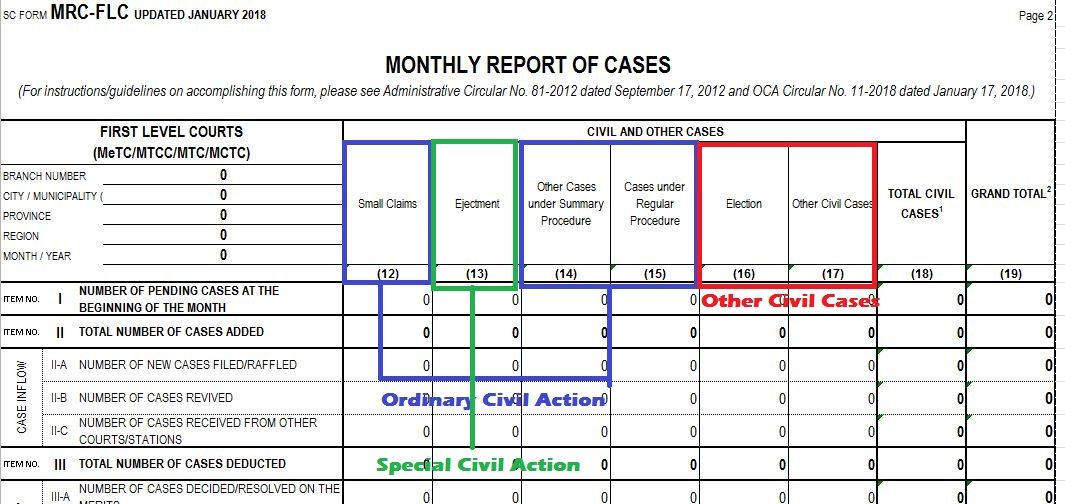 SC FORM MRC-FLC UPDATED JANUARY 2018
Page 2
MONTHLY REPORT OF CASES
(For instructions/guidelines on accomplishing this form, please see Administrative Circular No. 81-2012 dated September 17, 2012 and OCA Circular No. 11-2018 dated January 17, 2018.)
FIRST LEVEL COURTS
(MeTC/MTCC/MTC/MCTC)
BRANCH NUMBER 0
CITY / MUNICIPALITY ( 0
PROVINCE 0
REGION 0
MONTH / YEAR 0
CIVIL AND OTHER CASES
Small Claims
(12)
Ejectment
(13)
Other Cases
under Summary
Procedure
(14)
Cases under
Regular
Procedure
(15)
Election
(16)
Other Civil Cases
(17)
TOTAL CIVIL
CASES¹
(18)
GRAND TOTAL²
(19)
ITEM NO. I NUMBER OF PENDING CASES AT THE
BEGINNING OF THE MONTH
0 0 0 0 0 0 0 0
Other Civil Cases
ITEM NO. II TOTAL NUMBER OF CASES ADDED 0 0 0 0 0 0 0 0
CASE INFLOW
II-A NUMBER OF NEW CASES FILED/RAFFLED 0 0 0 0 0 0 0 0
II-B NUMBER OF CASES REVIVED 0 0 0 0 0 0 0 0
Ordinary Civil Action
II-C NUMBER OF CASES RECEIVED FROM OTHER
COURTS/STATIONS
0 0 0 0 0 0 0 0
ITEM NO. III TOTAL NUMBER OF CASES DEDUCTED 0 0 0 0 0 0 0 0
Special Civil Action
III-A NUMBER OF CASES DECIDED/RESOLVED ON THE
MERITS
0 0 0 0 0 0 0 0